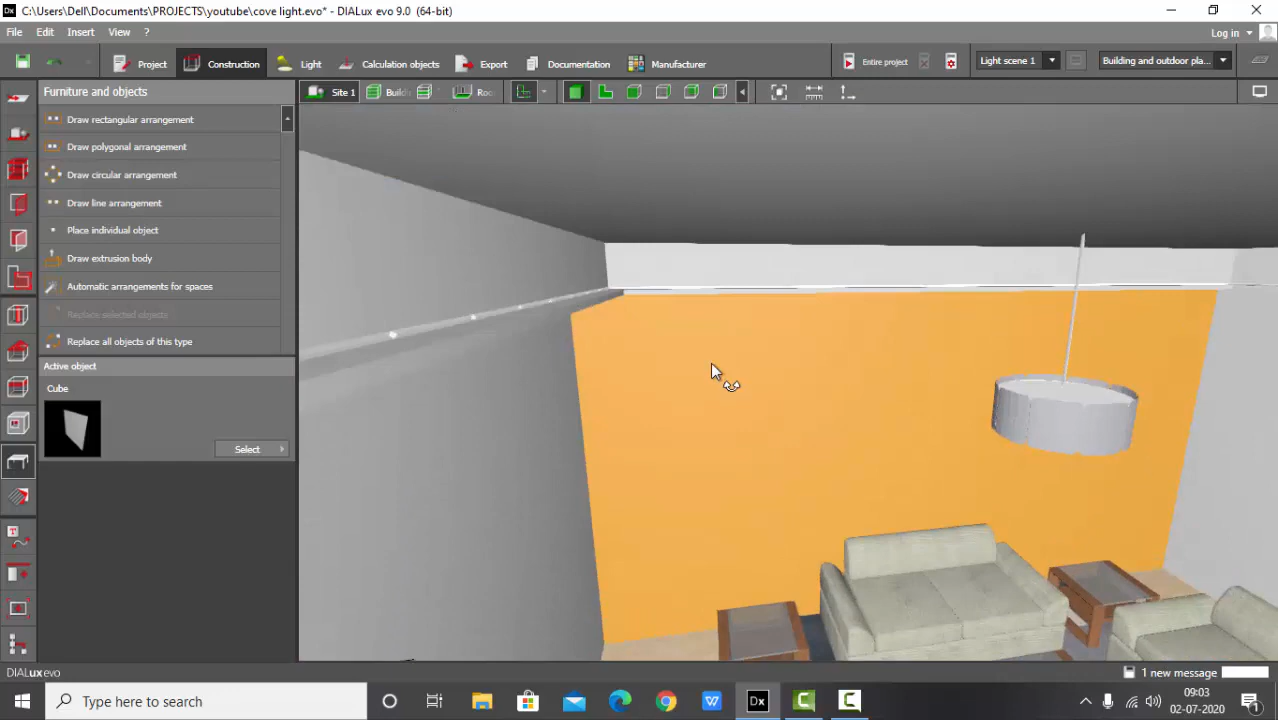 C:\Users\Dell\Documents\PROJECTS\youtube\cove light.evo* - DIALux evo 9.0 (64-bit)
File Edit Insert View ?
Log in
Project Construction Light Calculation objects Export Documentation Manufacturer Entire project Light scene 1 Building and outdoor pla...
Furniture and objects
Site 1
Draw rectangular arrangement
Draw polygonal arrangement
Draw circular arrangement
Draw line arrangement
Place individual object
Draw extrusion body
Automatic arrangements for spaces
Replace selected objects
Replace all objects of this type
Active object
Cube
Select
DIALux evo
1 new message
Type here to search
09:03
02-07-2020